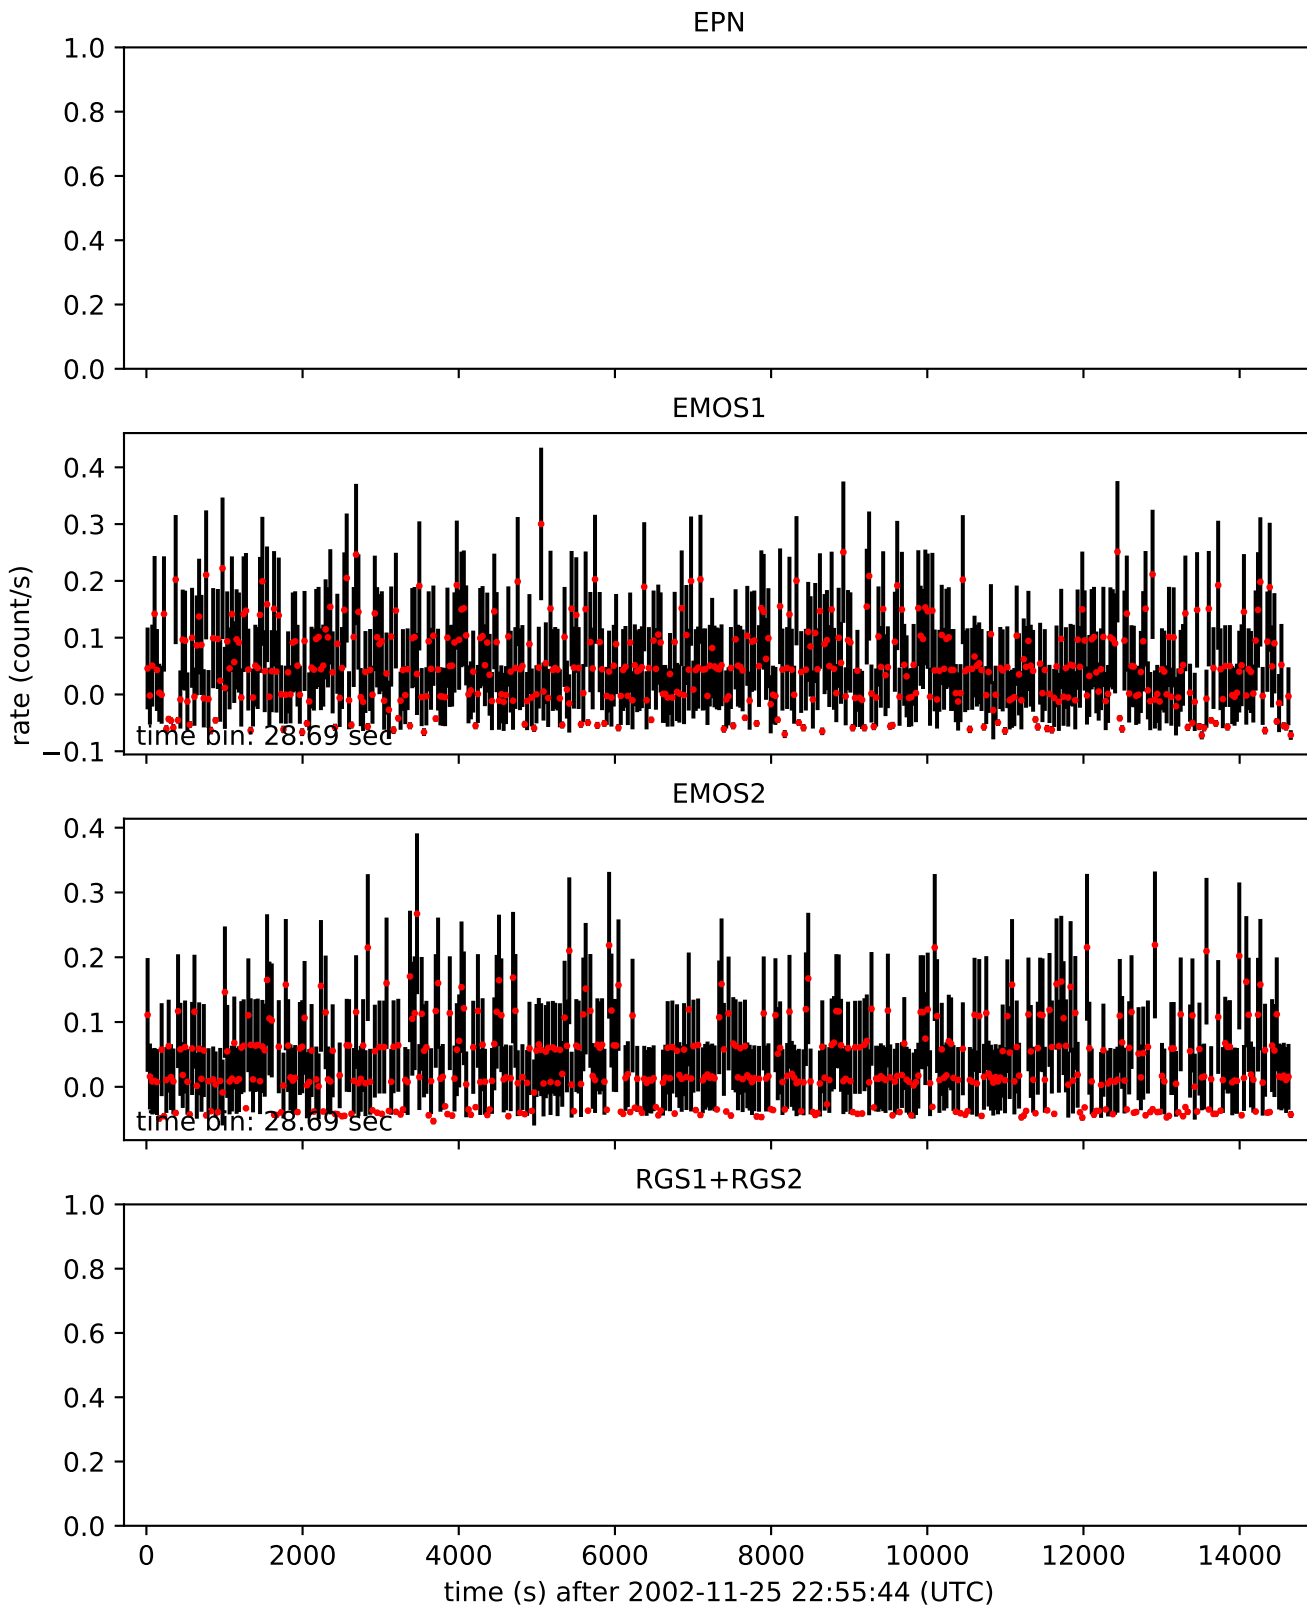 EPN
1.0
0.8
0.6
0.4
0.2
0.0
EMOS1
0.4
0.3
0.2
0.1
0.0
−0.1
rate (count/s)
time bin: 28.69 sec
EMOS2
0.4
0.3
0.2
0.1
0.0
time bin: 28.69 sec
RGS1+RGS2
1.0
0.8
0.6
0.4
0.2
0.0
0 2000 4000 6000 8000 10000 12000 14000
time (s) after 2002-11-25 22:55:44 (UTC)